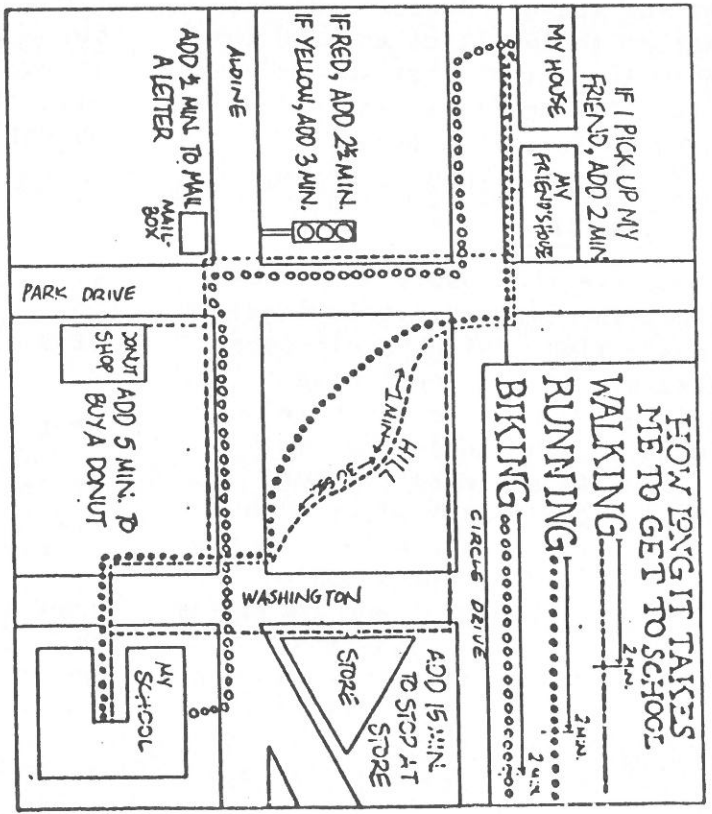 HOW LONG IT TAKES
ME TO GET TO SCHOOL
WALKING
2 MIN.
RUNNING
2 MIN.
BIKING
2 MIN.
IF I PICK UP MY
FRIEND, ADD 2 MIN
MY HOUSE
MY
FRIEND'S HOUSE
CIRCLE DRIVE
IF RED, ADD 2½ MIN.
IF YELLOW, ADD 3 MIN.
HILL
1 MIN.
ALDINE
ADD ½ MIN. TO MAIL
A LETTER
MAIL-
BOX
PARK DRIVE
DONUT
SHOP
ADD 5 MIN. TO
BUY A DONUT
WASHINGTON
ADD 15 MIN.
TO STOP AT
STORE
STORE
MY
SCHOOL